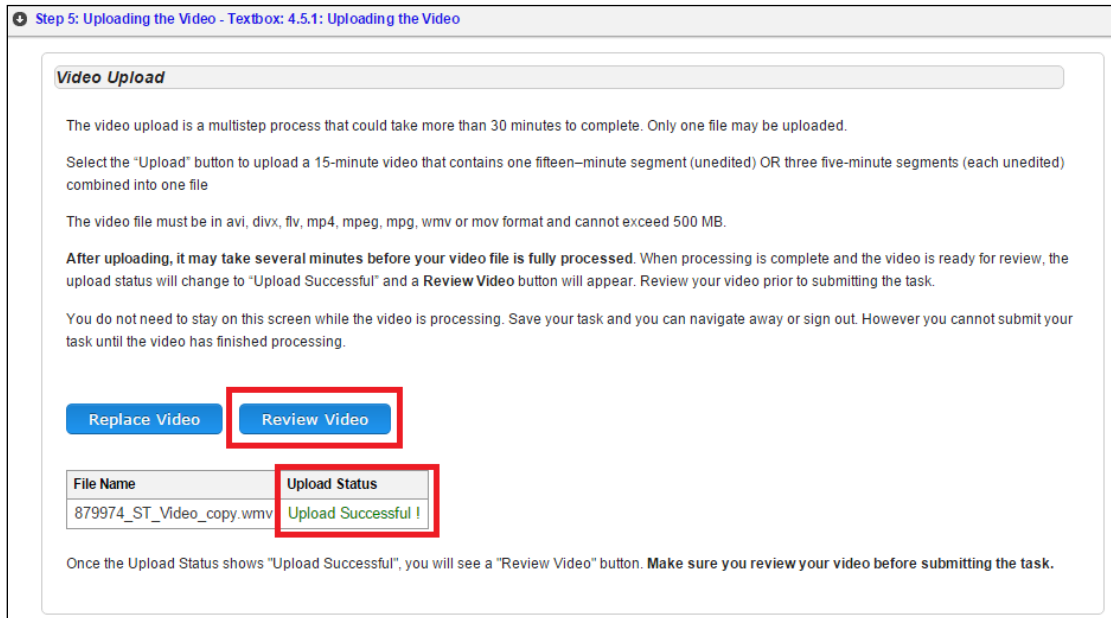 Step 5: Uploading the Video - Textbox: 4.5.1: Uploading the Video
Video Upload
The video upload is a multistep process that could take more than 30 minutes to complete. Only one file may be uploaded.
Select the “Upload” button to upload a 15-minute video that contains one fifteen–minute segment (unedited) OR three five-minute segments (each unedited)
combined into one file
The video file must be in avi, divx, flv, mp4, mpeg, mpg, wmv or mov format and cannot exceed 500 MB.
After uploading, it may take several minutes before your video file is fully processed. When processing is complete and the video is ready for review, the
upload status will change to “Upload Successful” and a Review Video button will appear. Review your video prior to submitting the task.
You do not need to stay on this screen while the video is processing. Save your task and you can navigate away or sign out. However you cannot submit your
task until the video has finished processing.
Replace Video Review Video
File Name Upload Status
879974_ST_Video_copy.wmv Upload Successful !
Once the Upload Status shows "Upload Successful", you will see a "Review Video" button. Make sure you review your video before submitting the task.